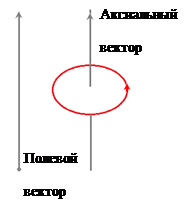 Аксиальный
вектор
Полевой
вектор